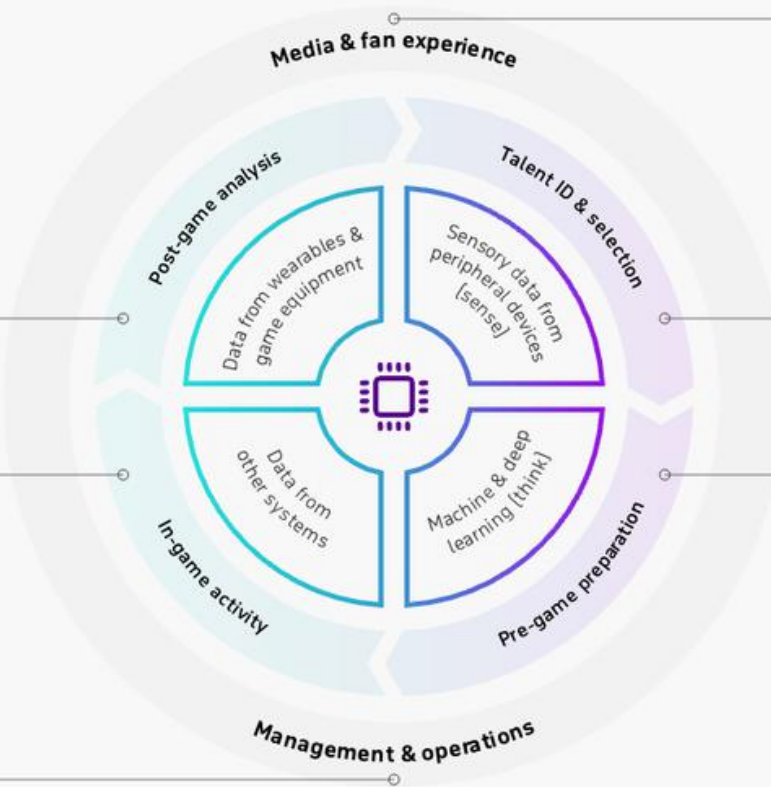 Media & fan experience
Post-game analysis
Talent ID & selection
Data from wearables &
game equipment
Sensory data from
peripheral devices
[sense]
Data from
other systems
Machine & deep
learning [think]
In-game activity
Pre-game preparation
Management & operations